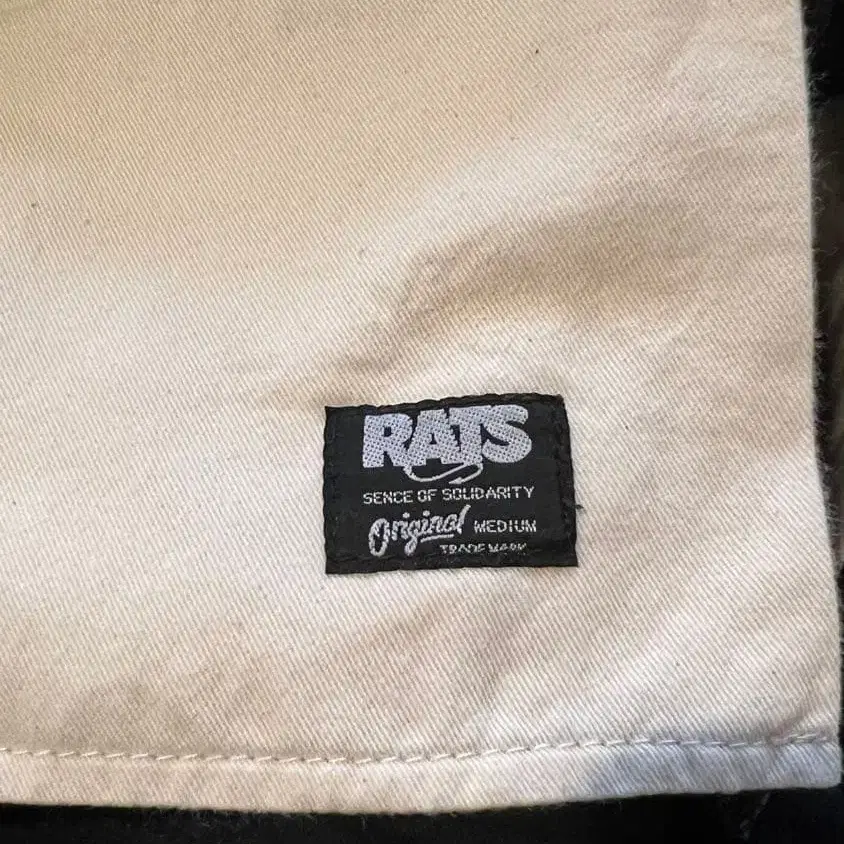 RATS
SENCE OF SOLIDARITY
Original MEDIUM
TRADE MARK